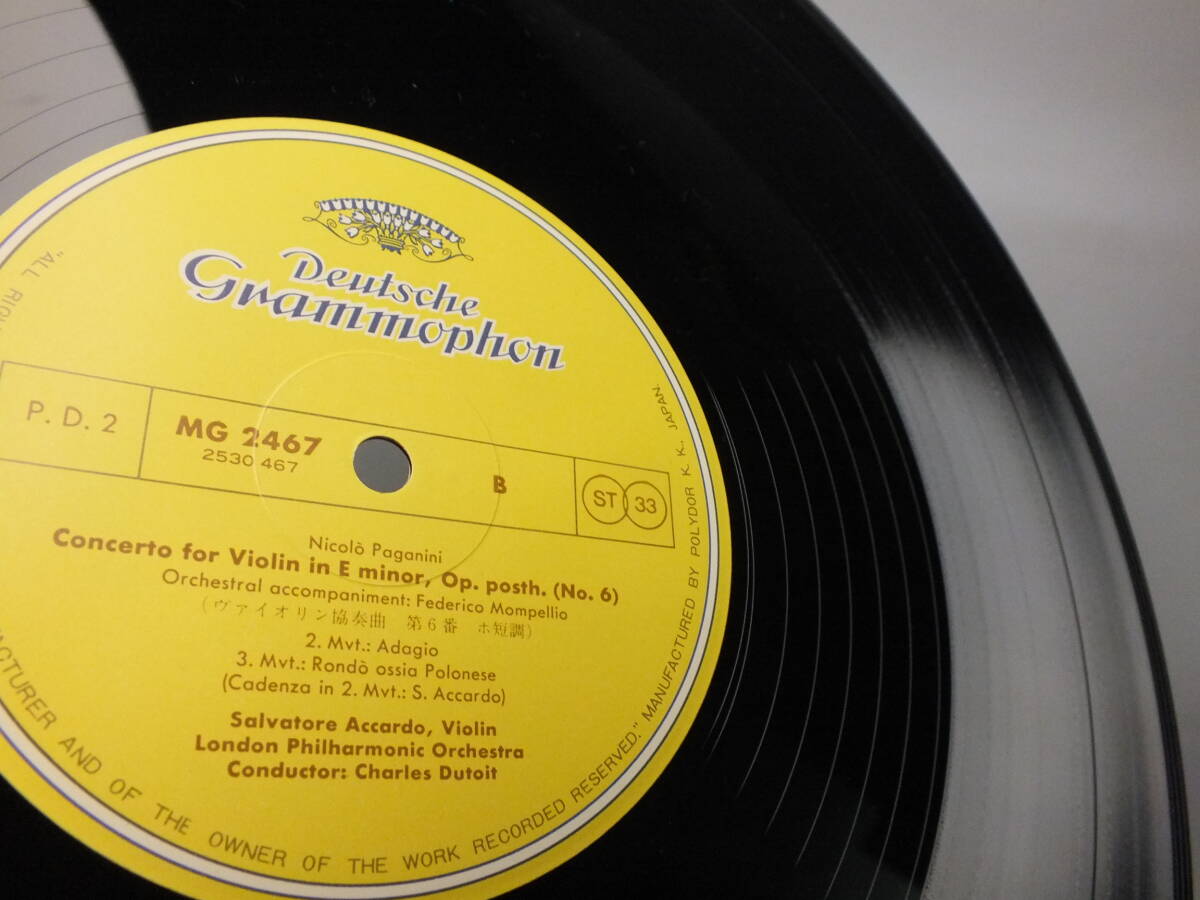 Deutsche
Grammophon
P. D. 2
MG 2467
2530 467
B
ST 33
Nicolò Paganini
Concerto for Violin in E minor, Op. posth. (No. 6)
Orchestral accompaniment: Federico Mompellio
(ヴァイオリン協奏曲 第6番 ホ短調)
2. Mvt.: Adagio
3. Mvt.: Rondò ossia Polonese
(Cadenza in 2. Mvt.: S. Accardo)
Salvatore Accardo, Violin
London Philharmonic Orchestra
Conductor: Charles Dutoit
"ALL
AND OF THE OWNER OF THE WORK RECORDED RESERVED." MANUFACTURED BY POLYDOR K. K. JAPAN